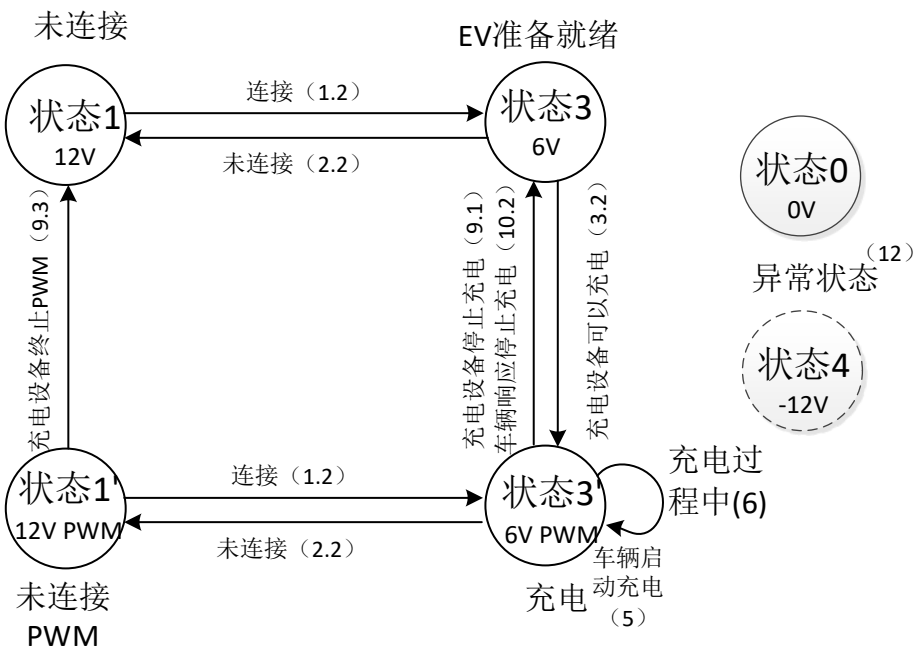 未连接
EV准备就绪
状态1
12V
连接（1.2）
未连接（2.2）
状态3
6V
状态0
0V
异常状态（12）
状态4
-12V
充电设备终止PWM（9.3）
充电设备停止充电（9.1）
车辆响应停止充电（10.2）
充电设备可以充电（3.2）
状态1'
12V PWM
未连接
PWM
连接（1.2）
未连接（2.2）
状态3'
6V PWM
充电
充电过
程中(6)
车辆启
动充电
（5）